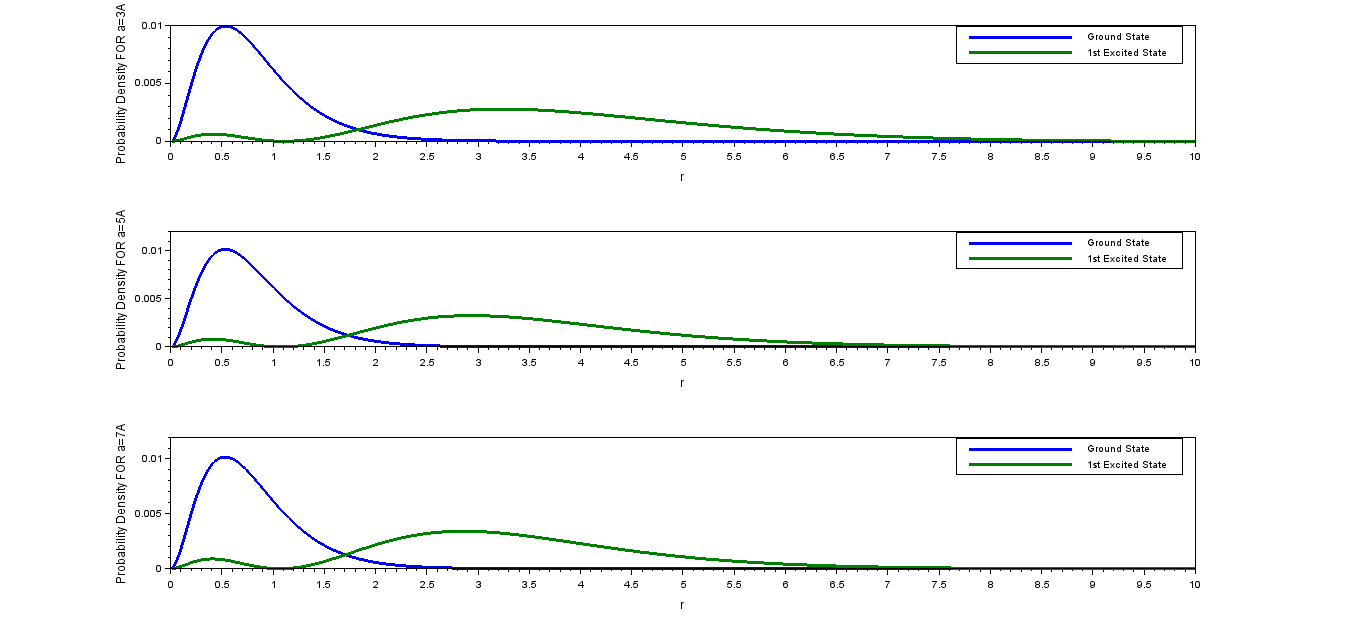 Probability Density FOR a=3A
0.01
0.005
0
Ground State
1st Excited State
0 0.5 1 1.5 2 2.5 3 3.5 4 4.5 5 5.5 6 6.5 7 7.5 8 8.5 9 9.5 10
r
Probability Density FOR a=5A
0.01
0.005
0
Ground State
1st Excited State
0 0.5 1 1.5 2 2.5 3 3.5 4 4.5 5 5.5 6 6.5 7 7.5 8 8.5 9 9.5 10
r
Probability Density FOR a=7A
0.01
0.005
0
Ground State
1st Excited State
0 0.5 1 1.5 2 2.5 3 3.5 4 4.5 5 5.5 6 6.5 7 7.5 8 8.5 9 9.5 10
r